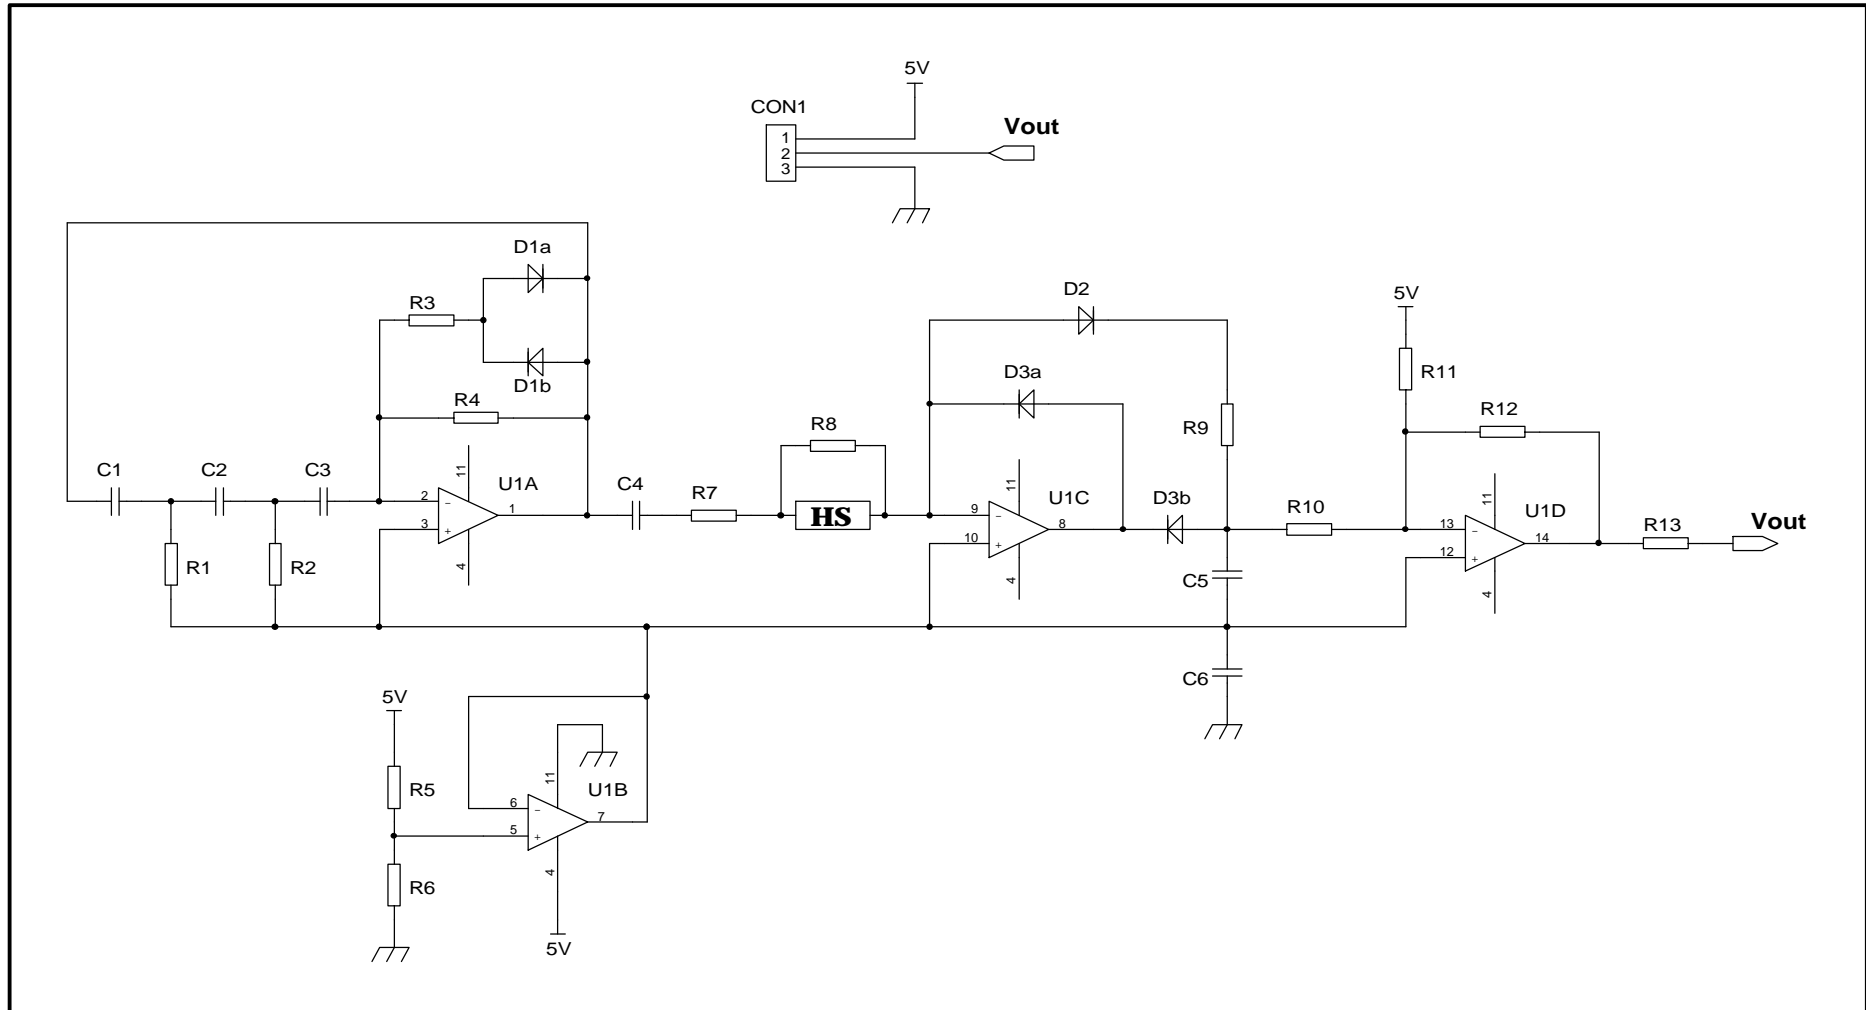 5V
CON1
1
2
3
Vout
D1a
R3
D1b
R4
C1
C2
C3
11
2
−
3
+
1
U1A
4
R1
R2
C4
R7
R8
HS
D2
D3a
R9
11
U1C
9
−
10
+
8
4
D3b
C5
C6
R10
5V
R11
R12
11
U1D
13
−
12
+
14
4
R13
Vout
5V
R5
R6
11
U1B
6
−
5
+
7
4
5V